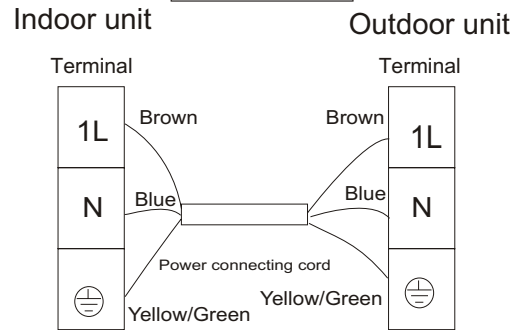 Indoor unit Outdoor unit
Terminal Terminal
Brown Brown
1L 1L
Blue Blue
N N
Power connecting cord
Yellow/Green Yellow/Green